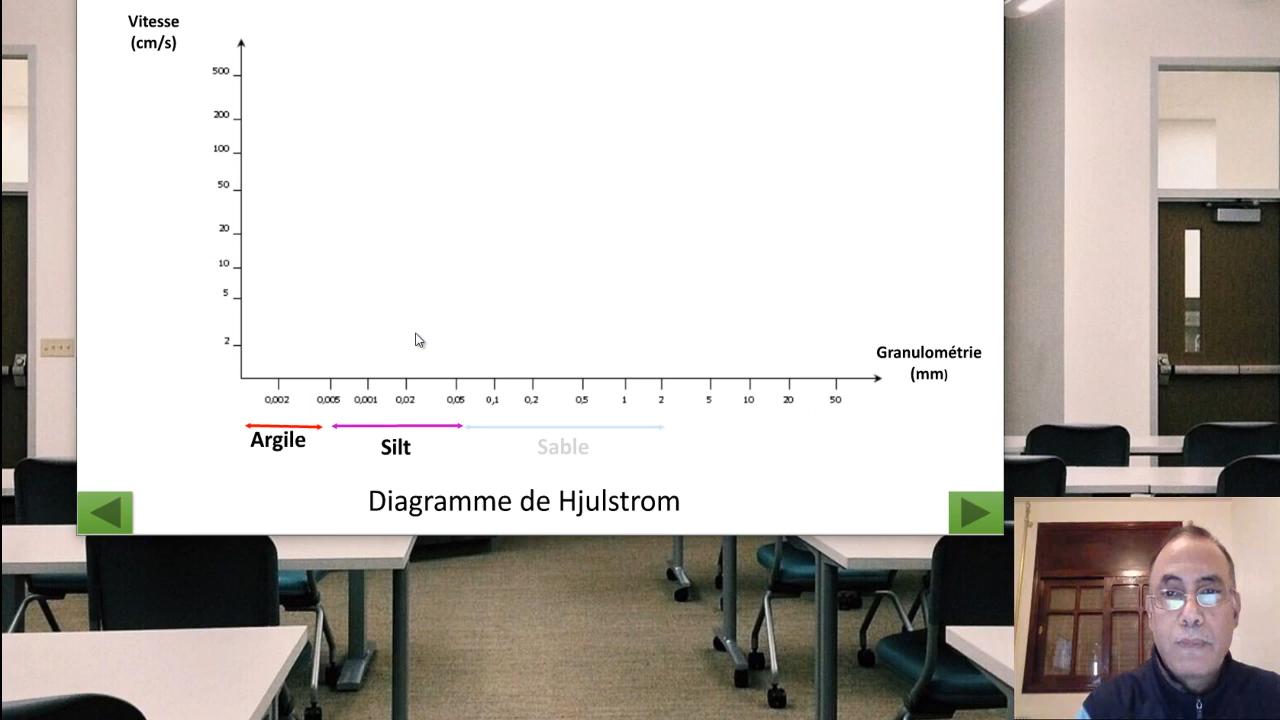 Vitesse
(cm/s)
500
200
100
50
20
10
5
2
Granulométrie
(mm)
0,002 0,005 0,001 0,02 0,05 0,1 0,2 0,5 1 2 5 10 20 50
Argile
Silt
Sable
Diagramme de Hjulstrom